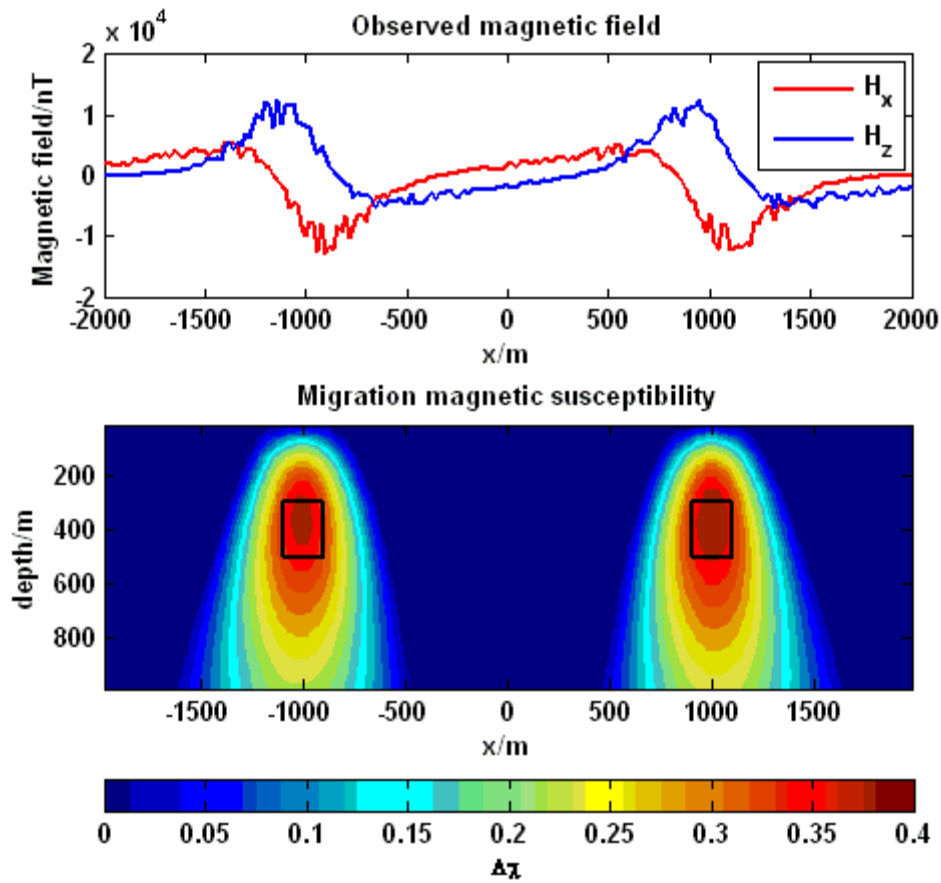 x 10⁴
Observed magnetic field
2
1
0
-1
-2
Magnetic field/nT
H_x
H_z
-2000 -1500 -1000 -500 0 500 1000 1500 2000
x/m
Migration magnetic susceptibility
200
400
600
800
depth/m
-1500 -1000 -500 0 500 1000 1500
x/m
0 0.05 0.1 0.15 0.2 0.25 0.3 0.35 0.4
Δχ